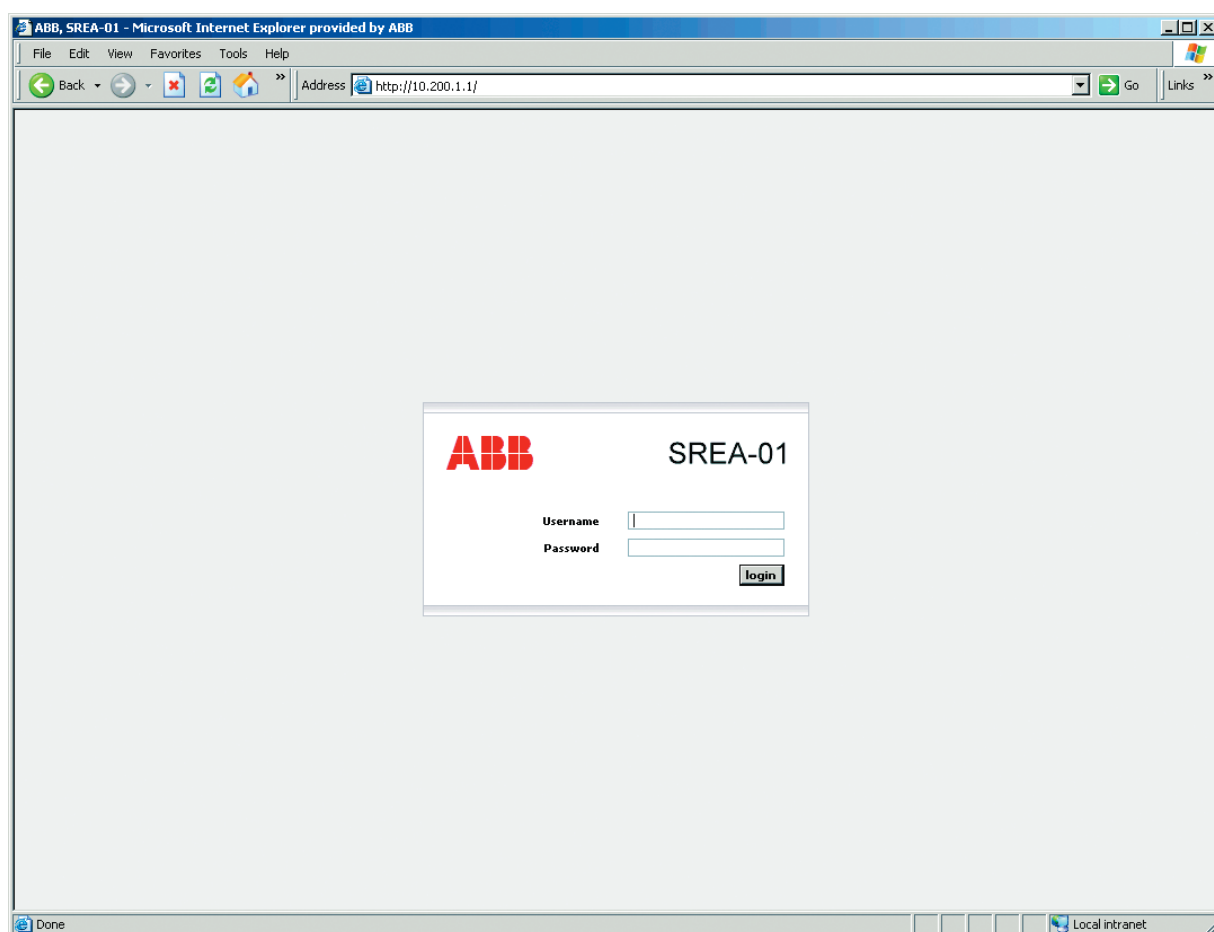 ABB, SREA-01 - Microsoft Internet Explorer provided by ABB
File Edit View Favorites Tools Help
Back » Address http://10.200.1.1/ Go Links »
ABB SREA-01
Username
Password
login
Done Local intranet